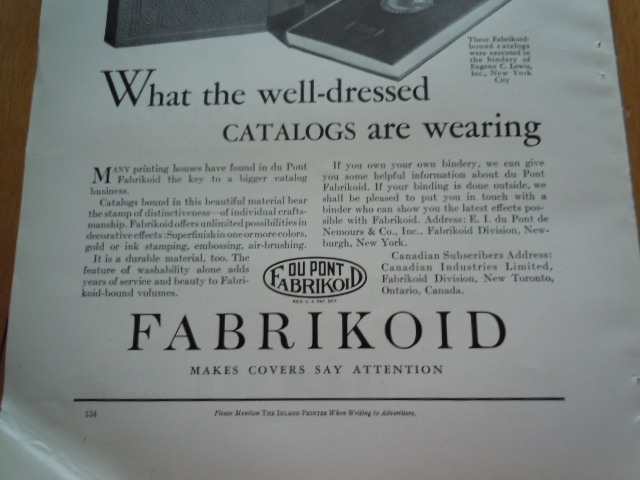 These Fabrikoid-
bound catalogs
were executed in
the bindery of
Eugene C. Lewis,
Inc., New York
City
What the well-dressed
CATALOGS are wearing
MANY printing houses have found in du Pont
Fabrikoid the key to a bigger catalog
business.
Catalogs bound in this beautiful material bear
the stamp of distinctiveness—of individual crafts-
manship. Fabrikoid offers unlimited possibilities in
decorative effects: Superfinish in one or more colors,
gold or ink stamping, embossing, air-brushing.
It is a durable material, too. The
feature of washability alone adds
years of service and beauty to Fabri-
koid-bound volumes.
If you own your own bindery, we can give
you some helpful information about du Pont
Fabrikoid. If your binding is done outside, we
shall be pleased to put you in touch with a
binder who can show you the latest effects pos-
sible with Fabrikoid. Address: E. I. du Pont de
Nemours & Co., Inc., Fabrikoid Division, New-
burgh, New York.
Canadian Subscribers Address:
Canadian Industries Limited,
Fabrikoid Division, New Toronto,
Ontario, Canada.
DU PONT
FABRIKOID
REG. U. S. PAT. OFF.
FABRIKOID
MAKES COVERS SAY ATTENTION
134
Please Mention THE INLAND PRINTER When Writing to Advertisers.